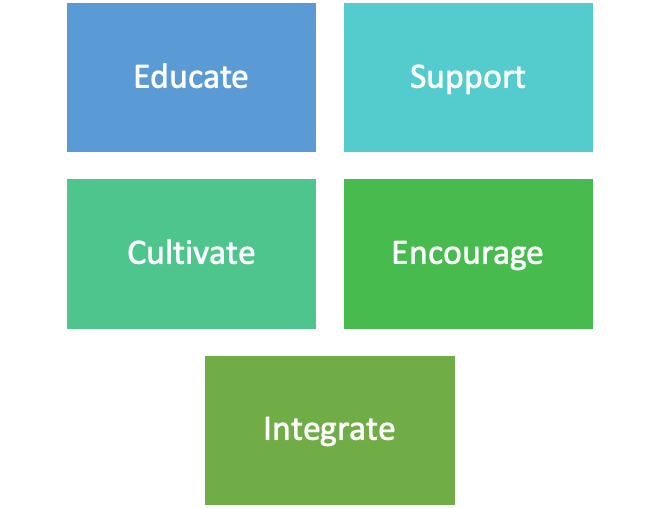 Educate
Support
Cultivate
Encourage
Integrate